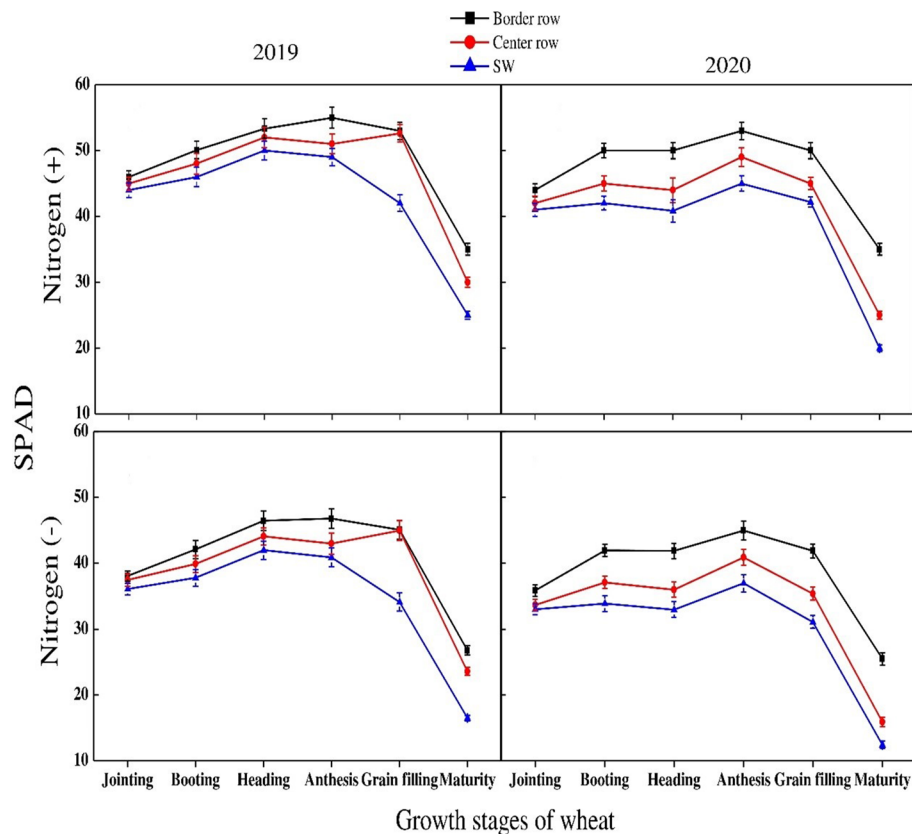 Border row
Center row
SW
2019
2020
SPAD
Nitrogen (+)
60
50
40
30
20
10
Nitrogen (-)
60
50
40
30
20
10
Jointing Booting Heading Anthesis Grain filling Maturity
Jointing Booting Heading Anthesis Grain filling Maturity
Growth stages of wheat